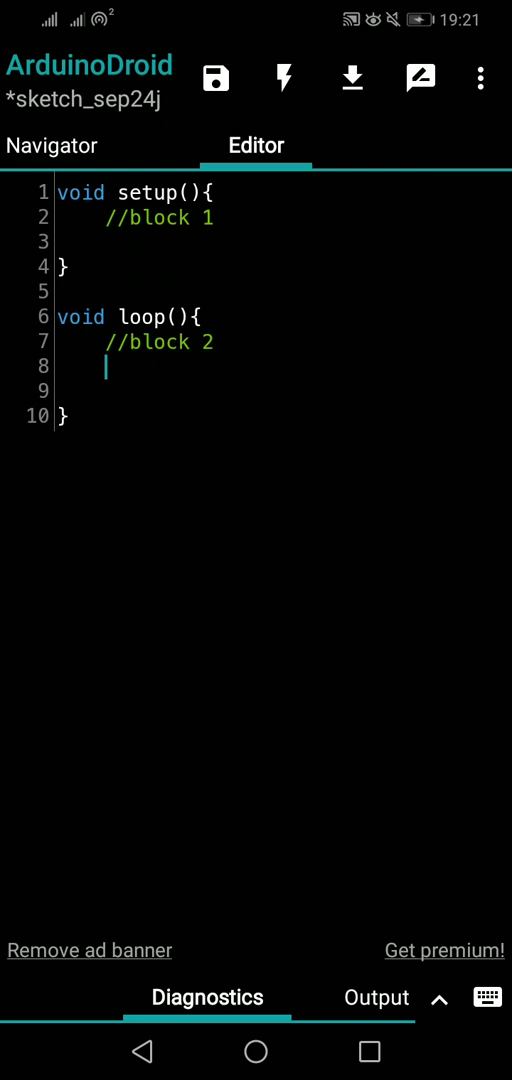 2 19:21
ArduinoDroid
*sketch_sep24j
Navigator Editor
1 void setup(){
2 //block 1
3
4 }
5
6 void loop(){
7 //block 2
8
9
10 }
Remove ad banner Get premium!
Diagnostics Output